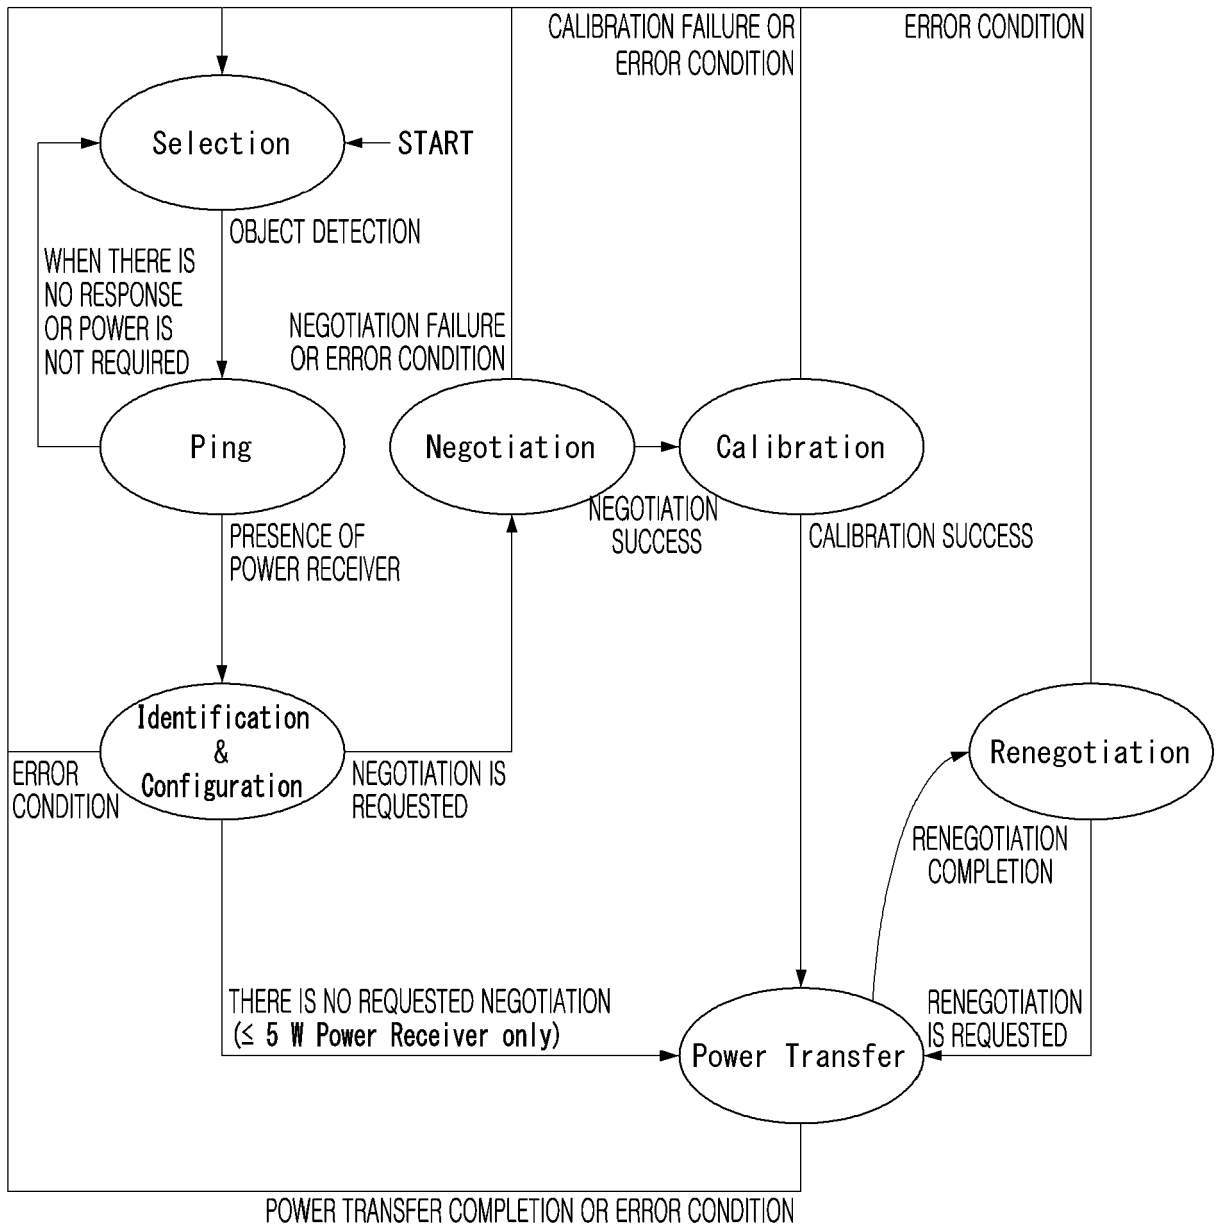 CALIBRATION FAILURE OR
ERROR CONDITION
ERROR CONDITION
Selection
START
OBJECT DETECTION
WHEN THERE IS
NO RESPONSE
OR POWER IS
NOT REQUIRED
NEGOTIATION FAILURE
OR ERROR CONDITION
Ping
Negotiation
Calibration
NEGOTIATION
SUCCESS
PRESENCE OF
POWER RECEIVER
CALIBRATION SUCCESS
Identification
&
Configuration
ERROR
CONDITION
NEGOTIATION IS
REQUESTED
Renegotiation
RENEGOTIATION
COMPLETION
THERE IS NO REQUESTED NEGOTIATION
(≤ 5 W Power Receiver only)
RENEGOTIATION
IS REQUESTED
Power Transfer
POWER TRANSFER COMPLETION OR ERROR CONDITION